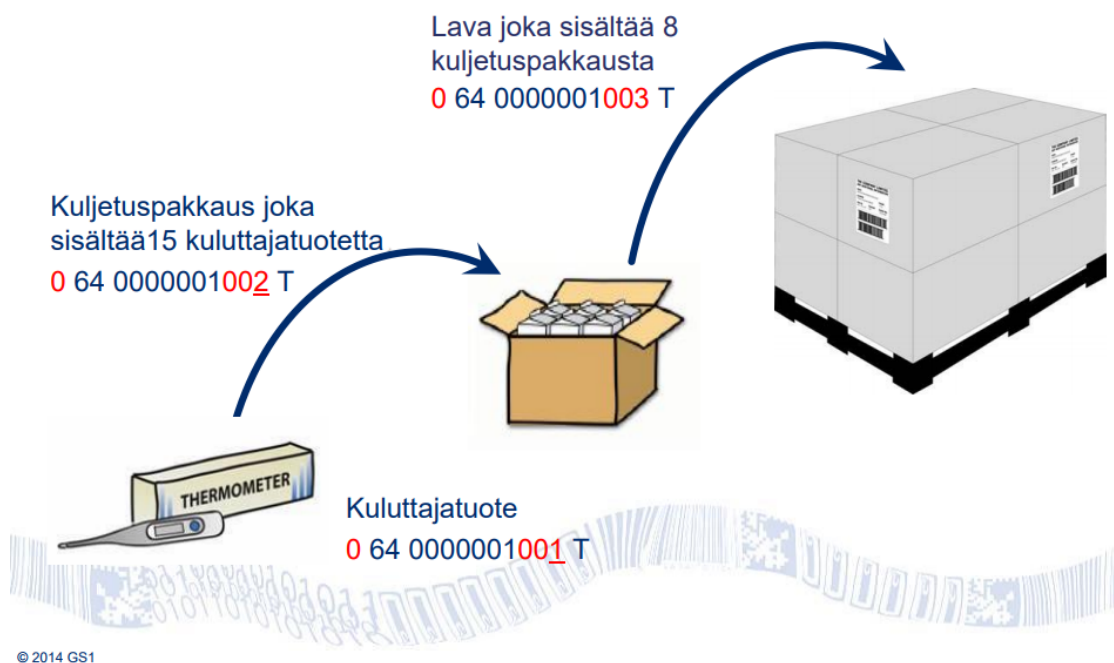 Lava joka sisältää 8
kuljetuspakkausta
0 64 0000001003 T
Kuljetuspakkaus joka
sisältää15 kuluttajatuotetta
0 64 0000001002 T
THERMOMETER
Kuluttajatuote
0 64 0000001001 T
© 2014 GS1